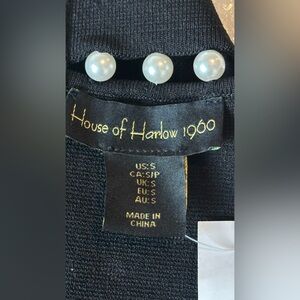 House of Harlow 1960
US:S
CA:S/P
UK:S
EU:S
AU:S
MADE IN
CHINA